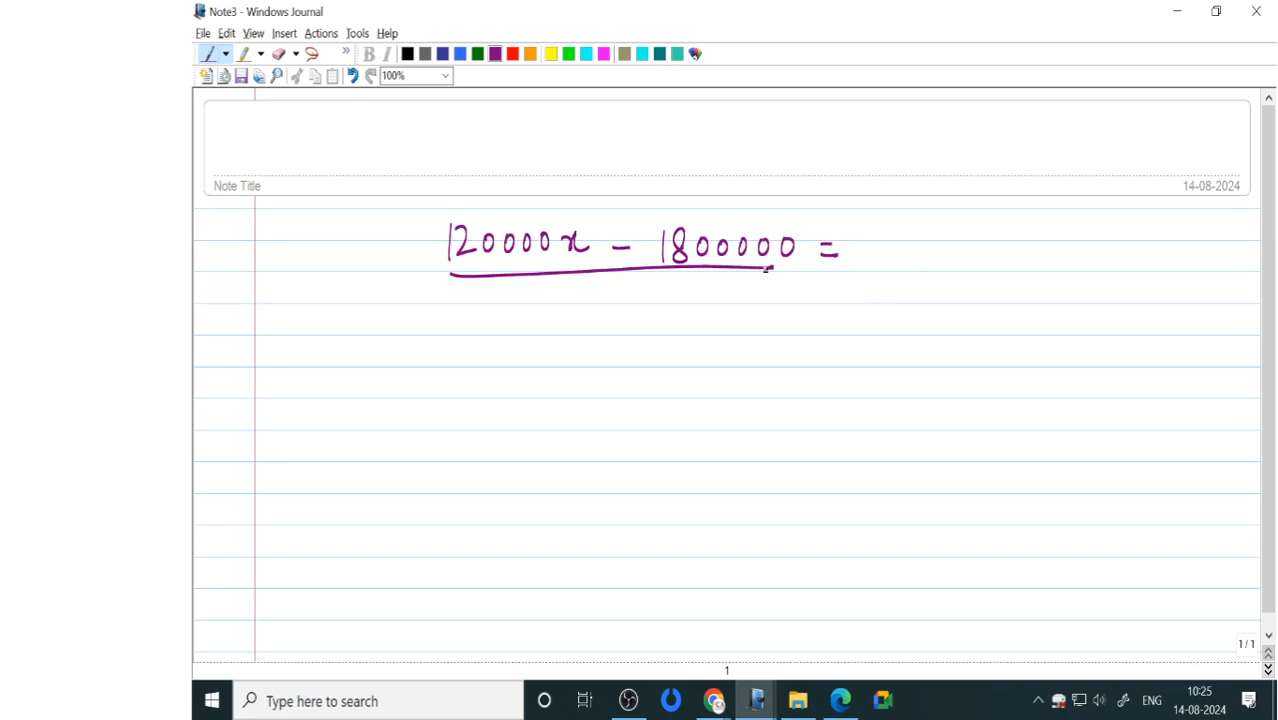 Note3 - Windows Journal
File Edit View Insert Actions Tools Help
» B I
100%
Note Title 14-08-2024
120000x - 1800000 =
1/1
1
Type here to search
ENG
10:25
14-08-2024